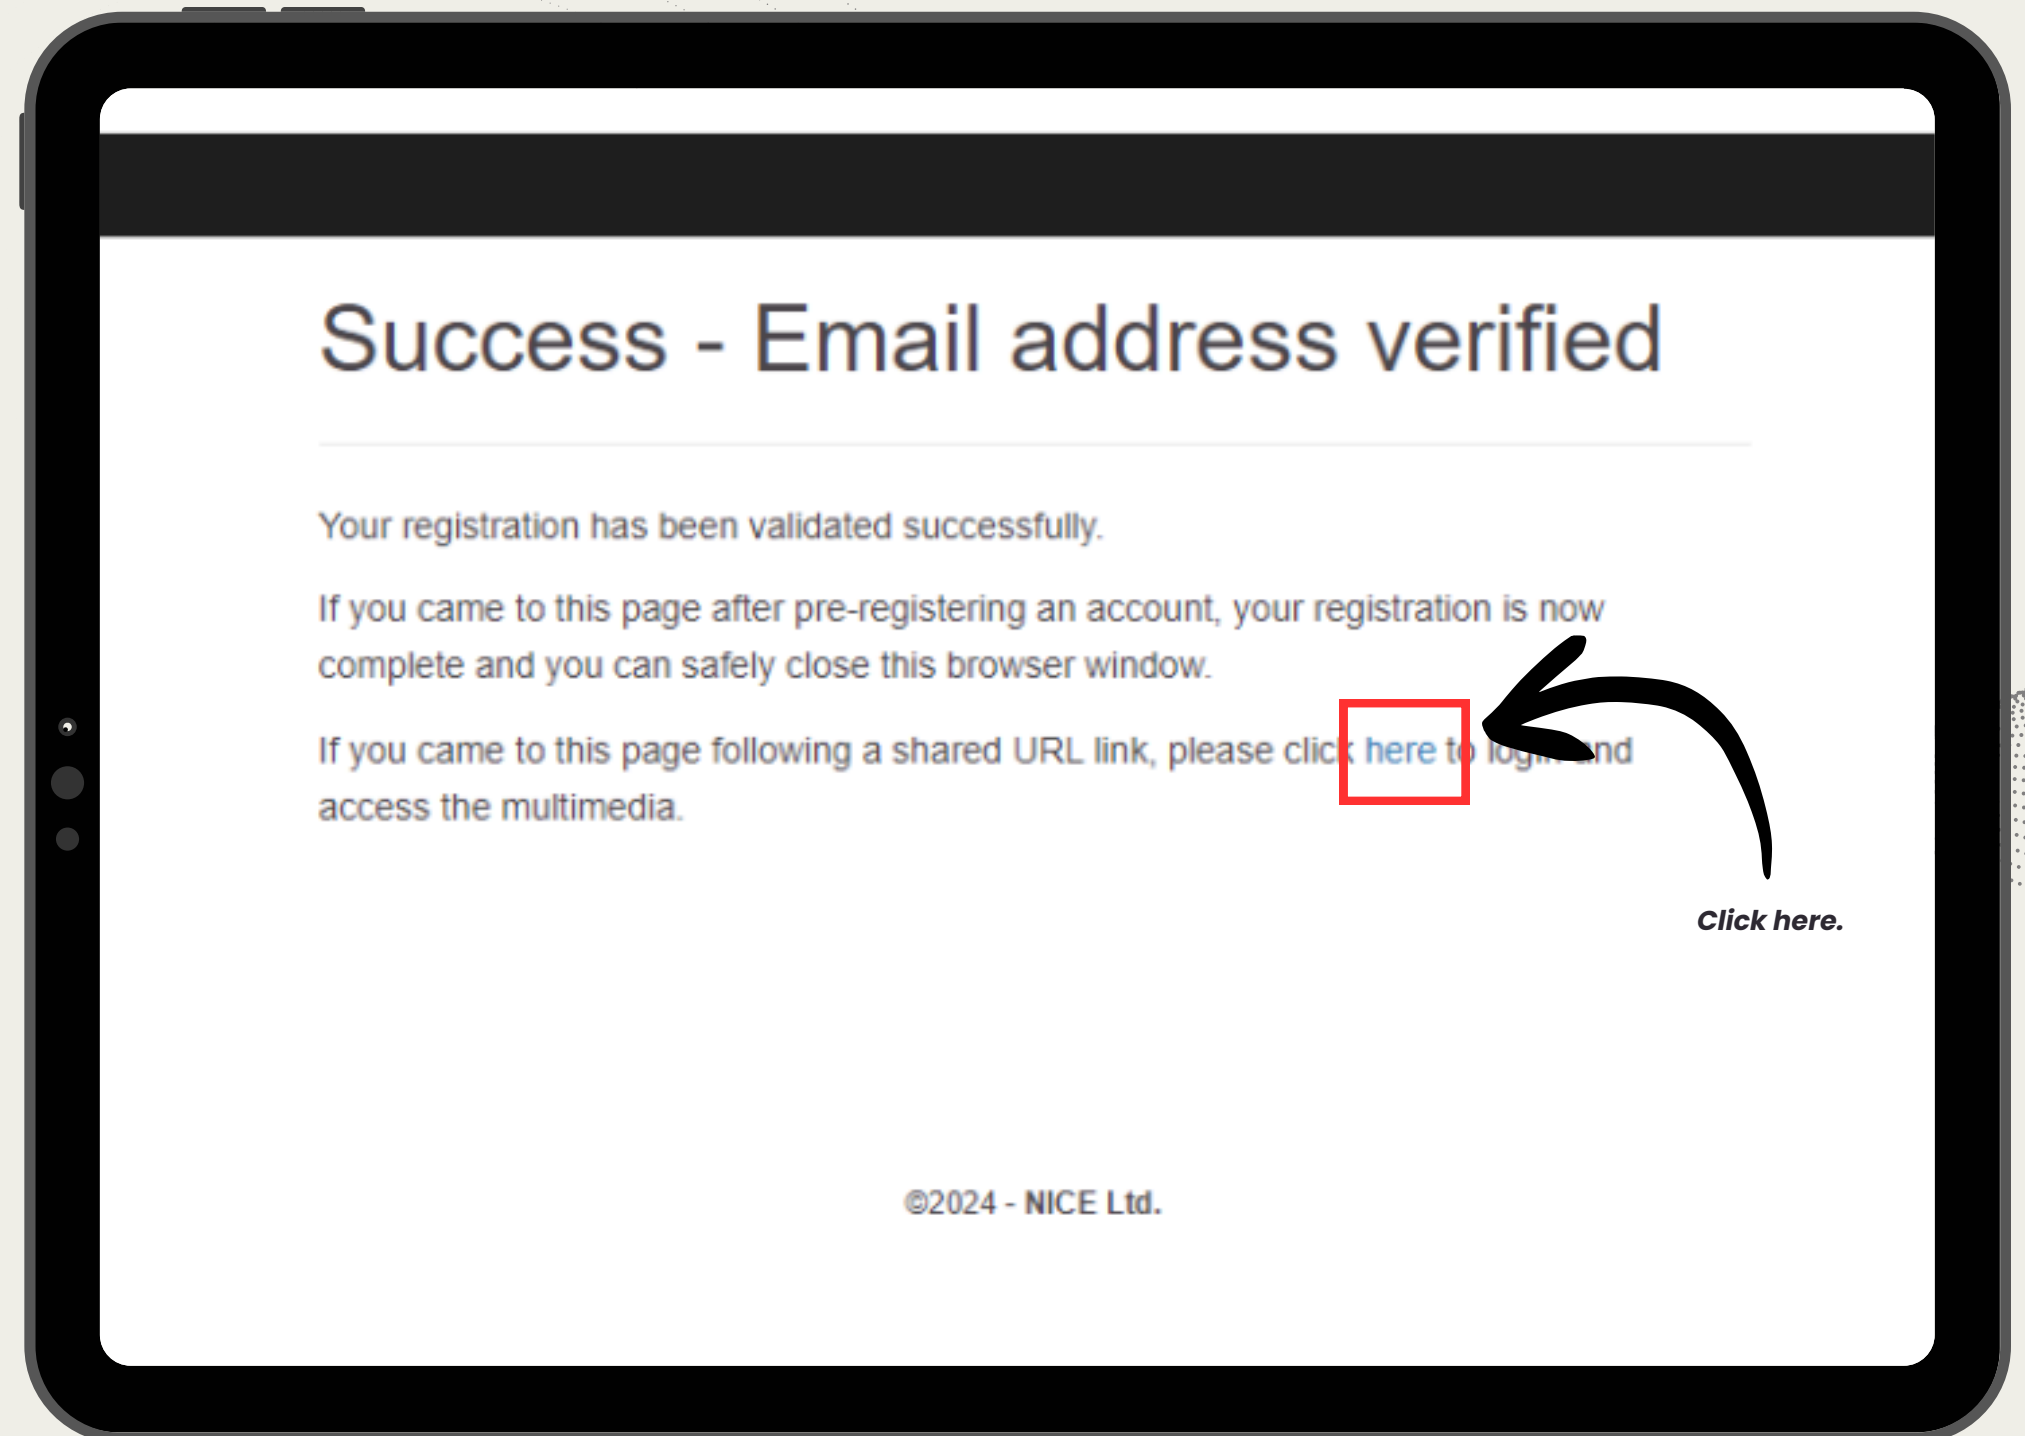 Success - Email address verified
Your registration has been validated successfully.
If you came to this page after pre-registering an account, your registration is now
complete and you can safely close this browser window.
If you came to this page following a shared URL link, please click here to login and
access the multimedia.
Click here.
©2024 - NICE Ltd.